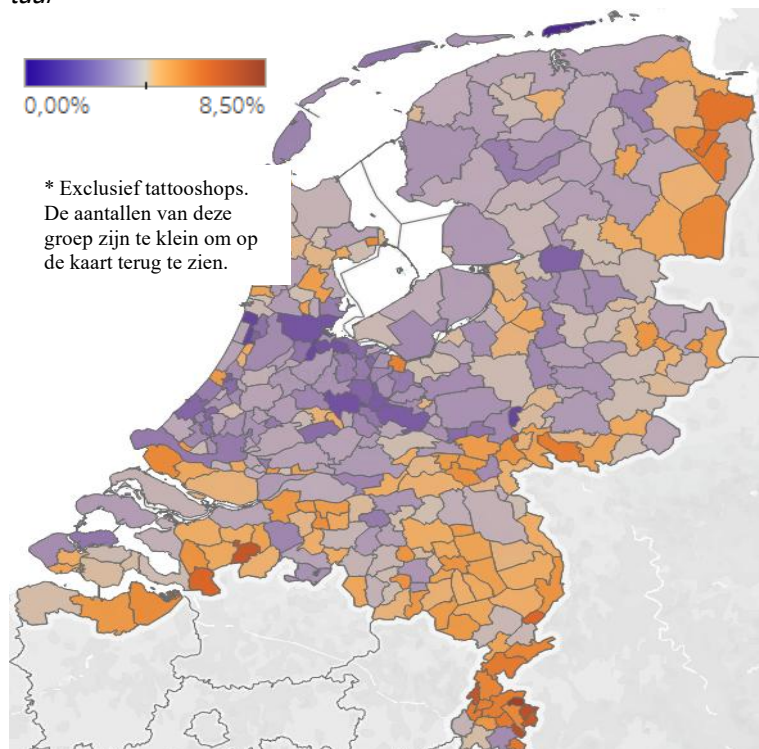 0,00% 8,50%
* Exclusief tattooshops.
De aantallen van deze
groep zijn te klein om op
de kaart terug te zien.